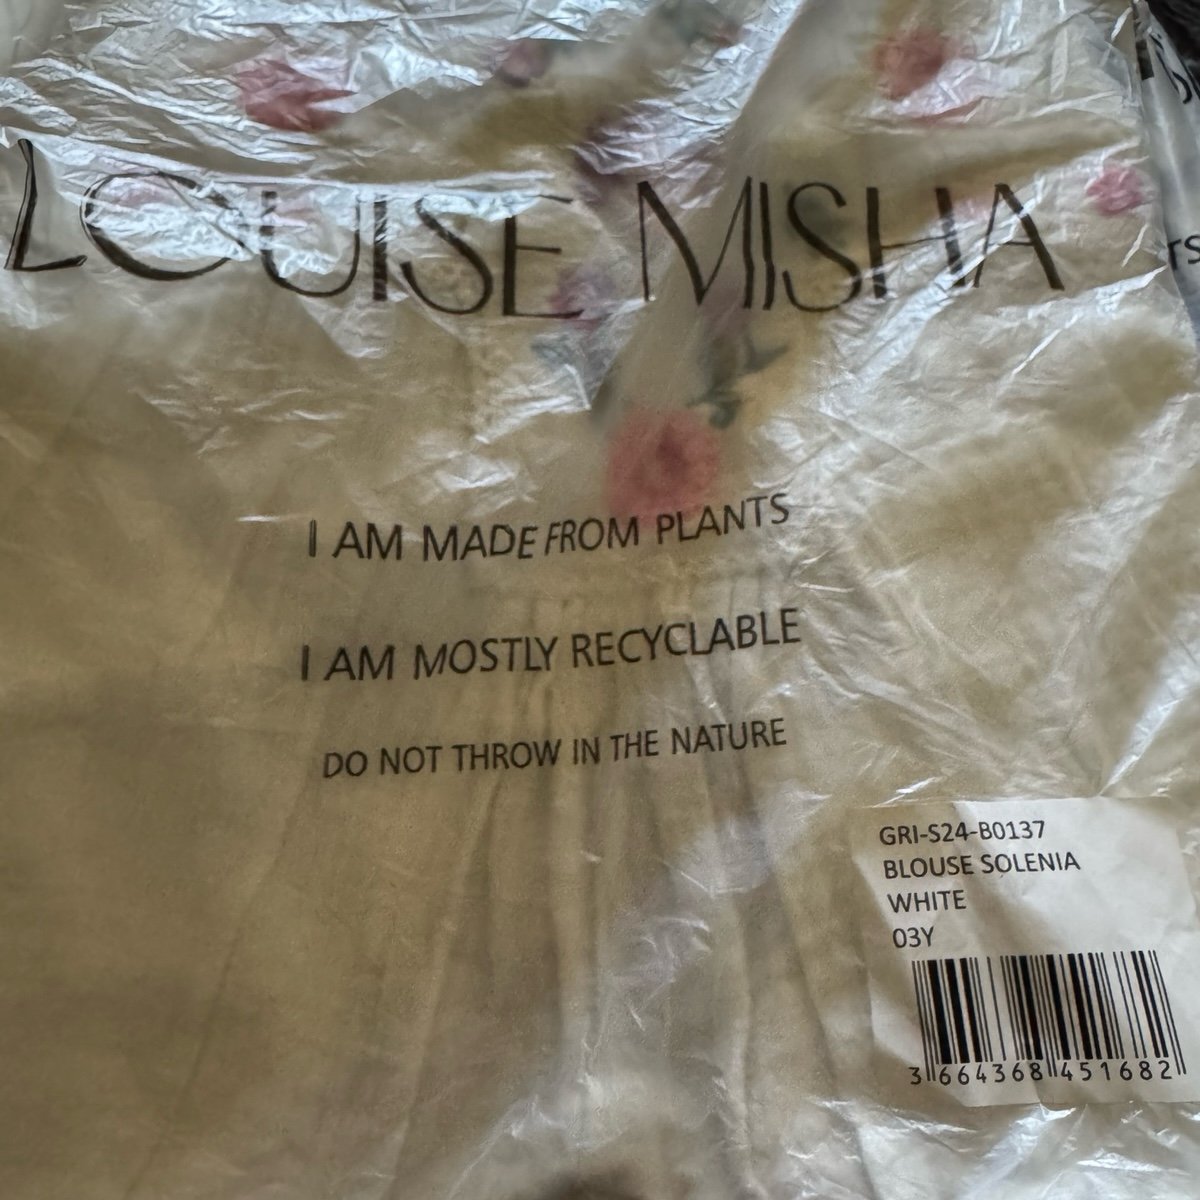 LOUISE MISHA
I AM MADE FROM PLANTS
I AM MOSTLY RECYCLABLE
DO NOT THROW IN THE NATURE
GRI-S24-B0137
BLOUSE SOLENIA
WHITE
03Y
3 664368 451682
TS